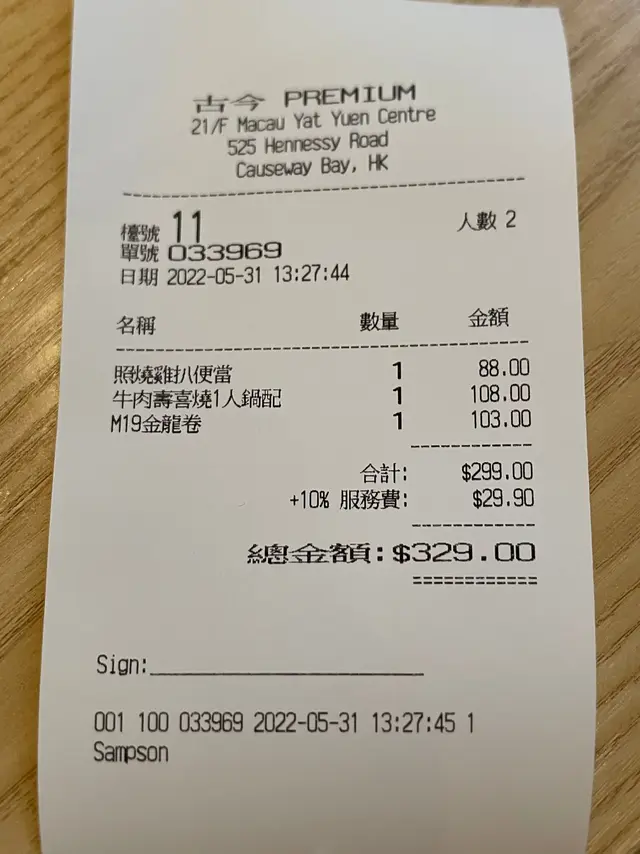 古今 PREMIUM
21/F Macau Yat Yuen Centre
525 Hennessy Road
Causeway Bay, HK
檯號 11 人數 2
單號 033969
日期 2022-05-31 13:27:44
名稱 數量 金額
照燒雞扒便當 1 88.00
牛肉壽喜燒1人鍋配 1 108.00
M19金龍卷 1 103.00
合計: $299.00
+10% 服務費: $29.90
總金額:$329.00
Sign:
001 100 033969 2022-05-31 13:27:45 1
Sampson